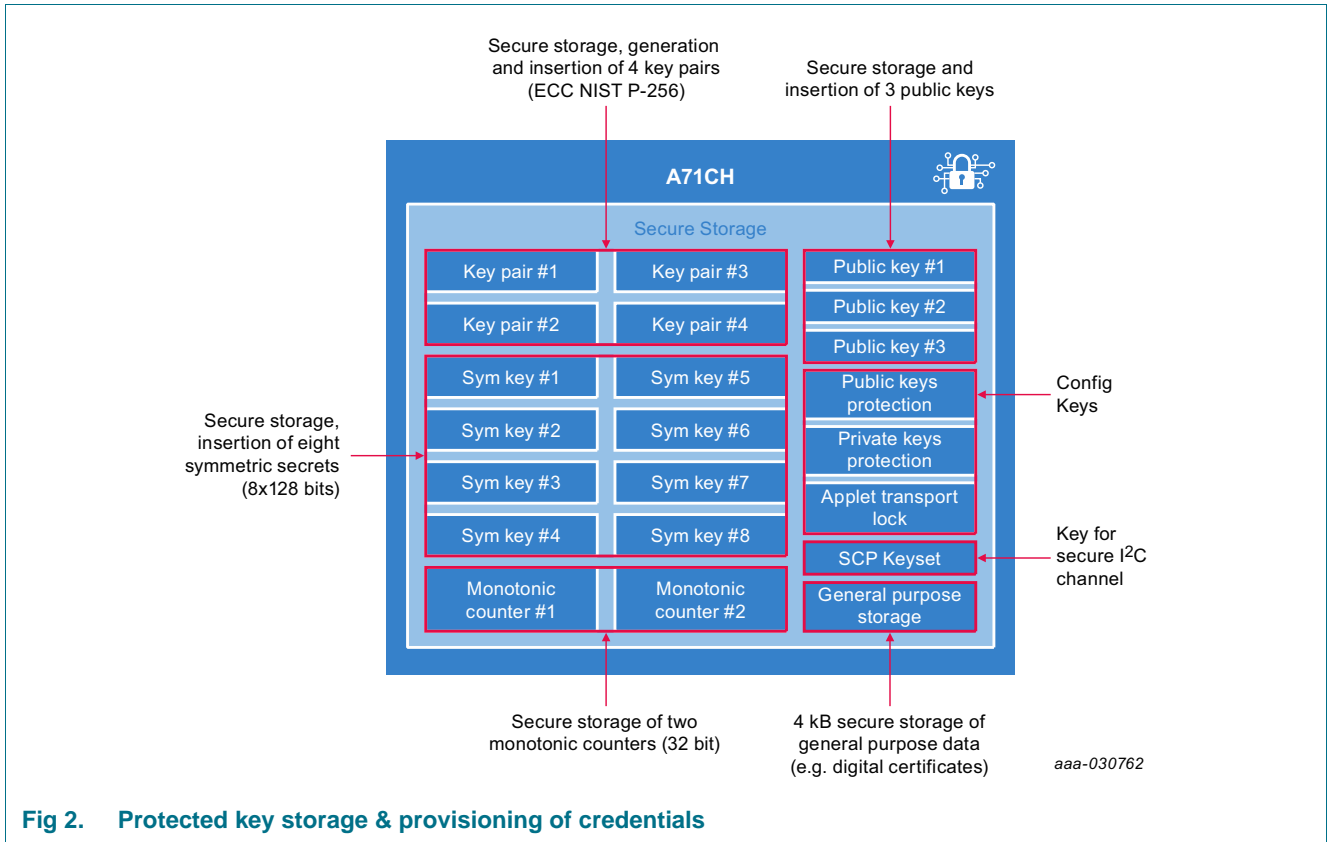 Secure storage, generation
and insertion of 4 key pairs
(ECC NIST P-256)
Secure storage and
insertion of 3 public keys
A71CH
Secure Storage
Key pair #1
Key pair #3
Public key #1
Key pair #2
Key pair #4
Public key #2
Public key #3
Sym key #1
Sym key #5
Public keys
protection
Config
Keys
Sym key #2
Sym key #6
Private keys
protection
Secure storage,
insertion of eight
symmetric secrets
(8x128 bits)
Sym key #3
Sym key #7
Applet transport
lock
Sym key #4
Sym key #8
SCP Keyset
Key for
secure I²C
channel
Monotonic
counter #1
Monotonic
counter #2
General purpose
storage
Secure storage of two
monotonic counters (32 bit)
4 kB secure storage of
general purpose data
(e.g. digital certificates)
aaa-030762
Fig 2. Protected key storage & provisioning of credentials